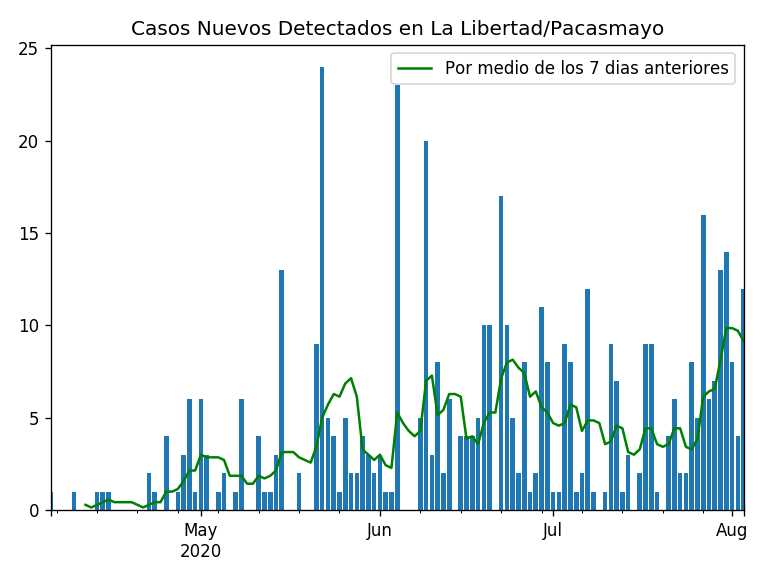 Casos Nuevos Detectados en La Libertad/Pacasmayo
Por medio de los 7 dias anteriores
25
20
15
10
5
0
May
2020
Jun
Jul
Aug